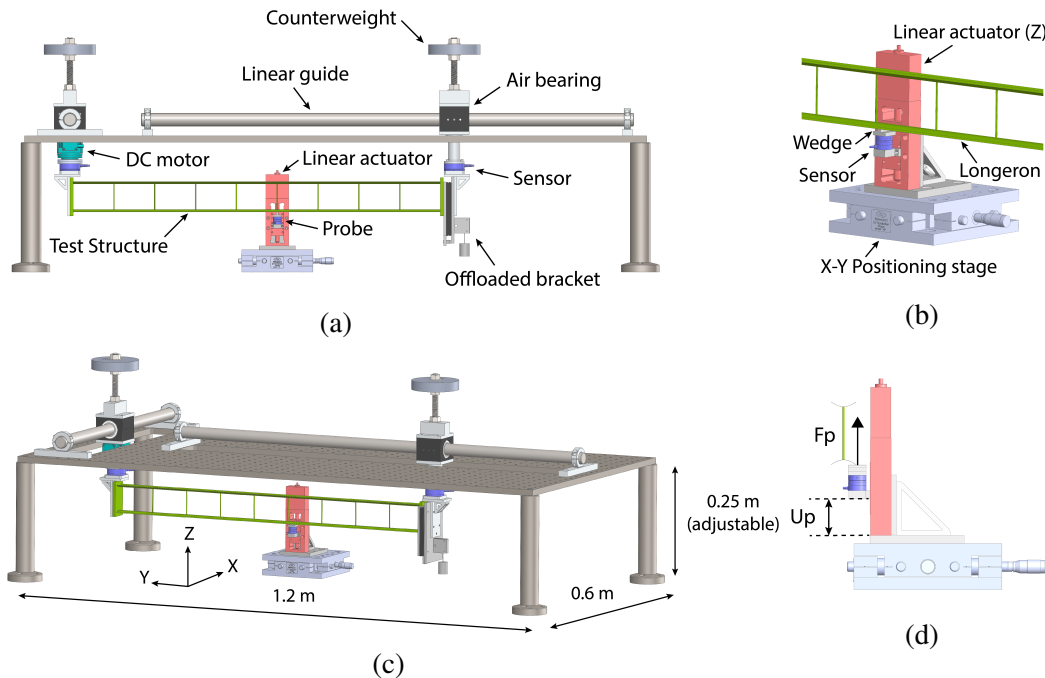 Counterweight
Linear guide
Air bearing
DC motor
Linear actuator
Sensor
Probe
Test Structure
Offloaded bracket
(a)
Linear actuator (Z)
Wedge
Sensor
Longeron
X-Y Positioning stage
(b)
Z
Y
X
1.2 m
0.6 m
0.25 m
(adjustable)
(c)
Fp
Up
(d)